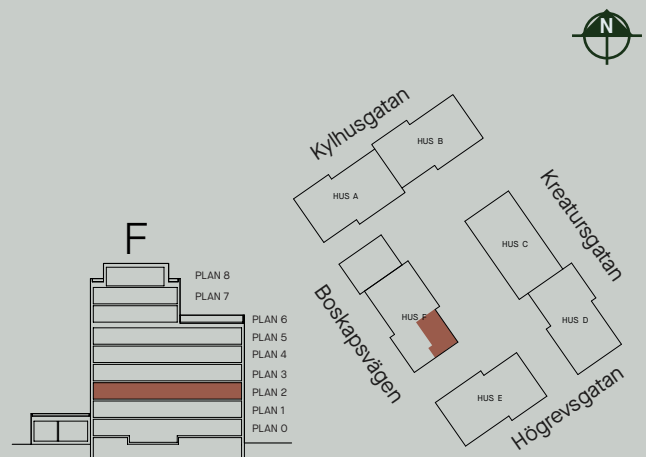 N
Kylhusgatan
HUS B
HUS A
Kreatursgatan
HUS C
F
PLAN 8
PLAN 7
PLAN 6
PLAN 5
PLAN 4
PLAN 3
PLAN 2
PLAN 1
PLAN 0
Boskapsvägen
HUS F
HUS D
HUS E
Högrevsgatan